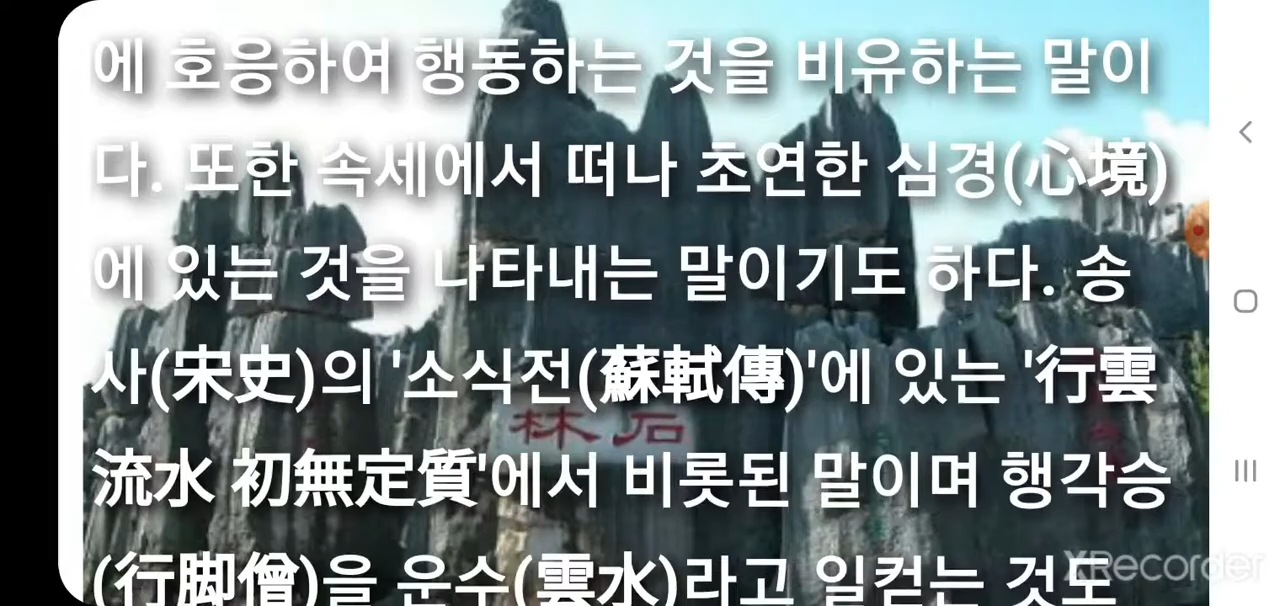 에 호응하여 행동하는 것을 비유하는 말이
다. 또한 속세에서 떠나 초연한 심경(心境)
에 있는 것을 나타내는 말이기도 하다. 송
사(宋史)의 '소식전(蘇軾傳)'에 있는 '行雲
林石
流水 初無定質'에서 비롯된 말이며 행각승
(行脚僧)을 운수(雲水)라고 일컫는 것도
XRecorder